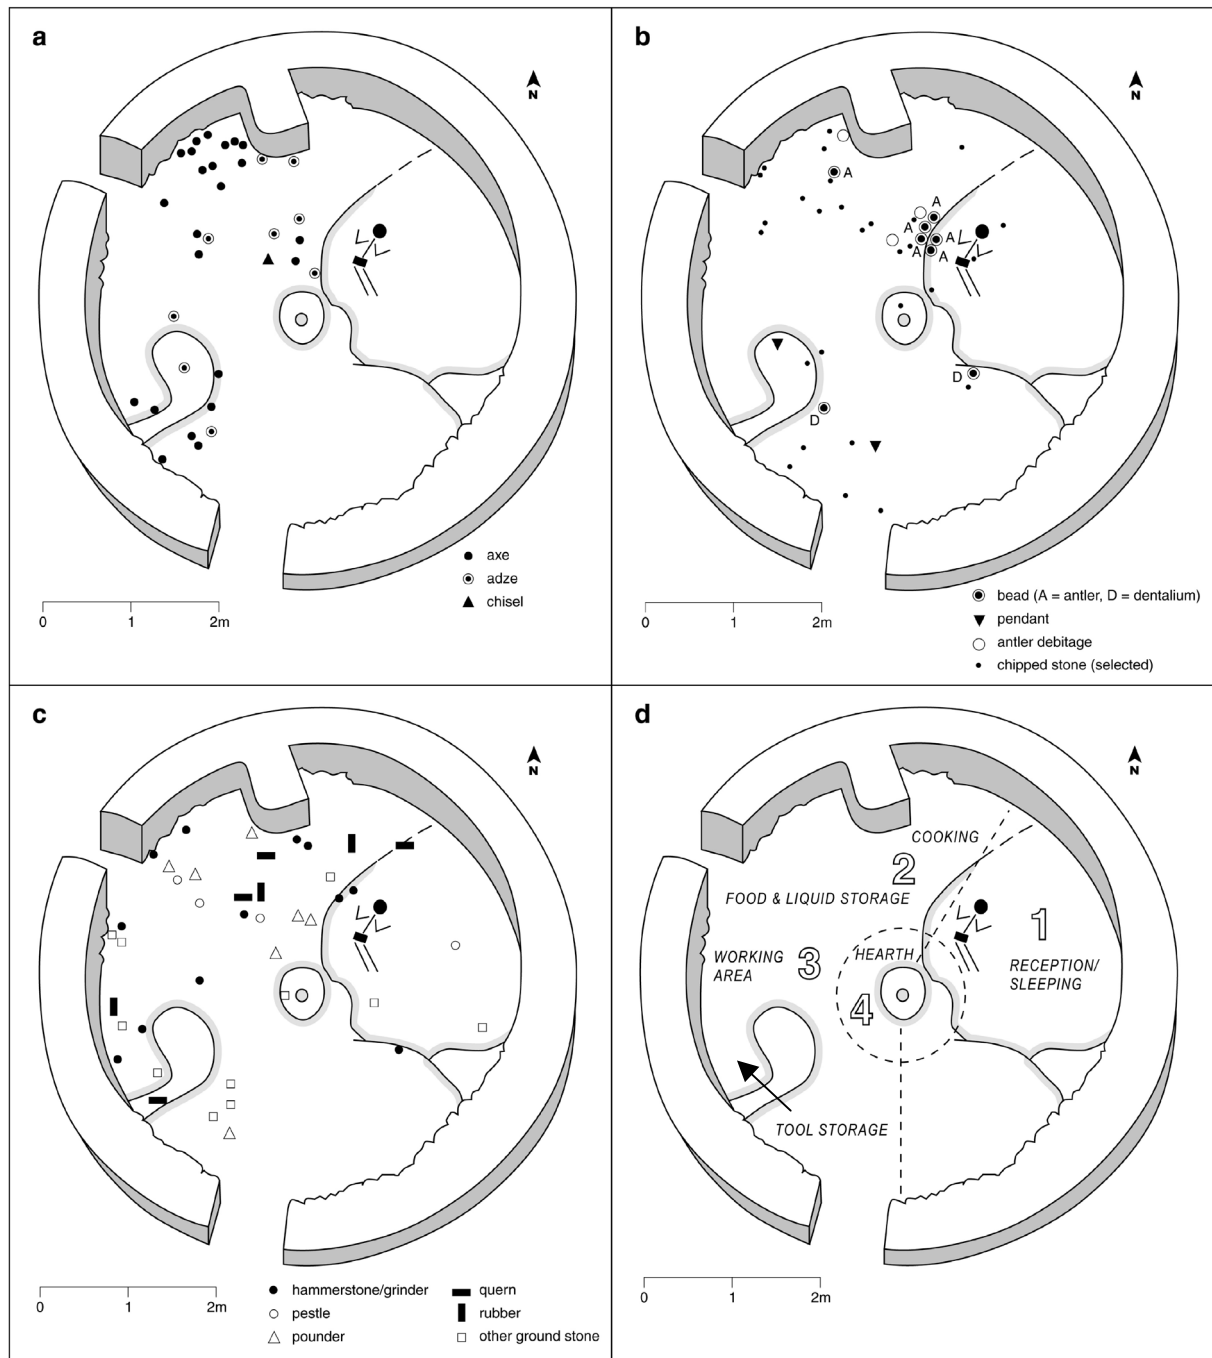 a
N
axe
adze
chisel
0 1 2m
b
N
A
A
A
A
A
A
D
D
bead (A = antler, D = dentalium)
pendant
antler debitage
chipped stone (selected)
0 1 2m
c
N
0 1 2m
hammerstone/grinder
pestle
pounder
quern
rubber
other ground stone
d
N
COOKING
2
FOOD & LIQUID STORAGE
1
WORKING
AREA
3
HEARTH
RECEPTION/
SLEEPING
4
TOOL STORAGE
0 1 2m